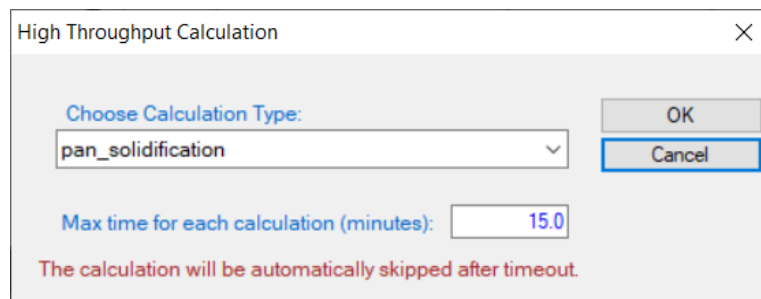 High Throughput Calculation
Choose Calculation Type:
OK
pan_solidification
Cancel
Max time for each calculation (minutes): 15.0
The calculation will be automatically skipped after timeout.